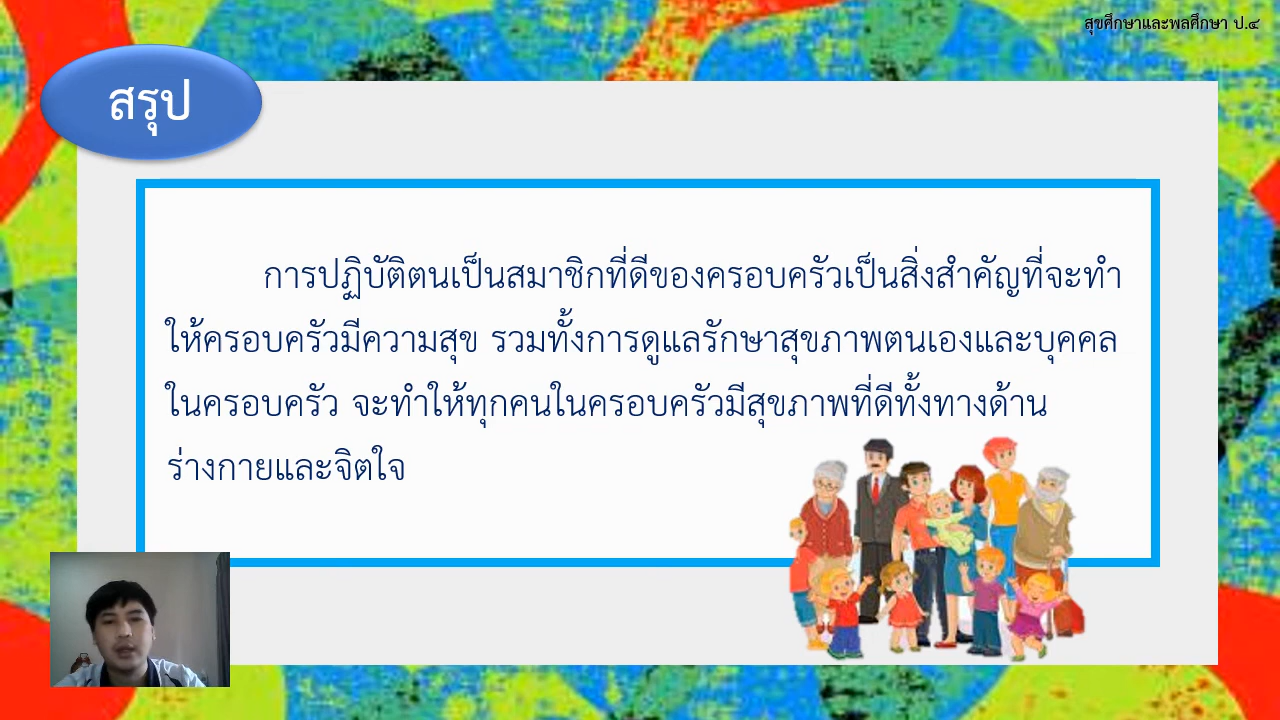 สุขศึกษาและพลศึกษา ป.๔
สรุป
การปฏิบัติตนเป็นสมาชิกที่ดีของครอบครัวเป็นสิ่งสำคัญที่จะทำ
ให้ครอบครัวมีความสุข รวมทั้งการดูแลรักษาสุขภาพตนเองและบุคคล
ในครอบครัว จะทำให้ทุกคนในครอบครัวมีสุขภาพที่ดีทั้งทางด้าน
ร่างกายและจิตใจ